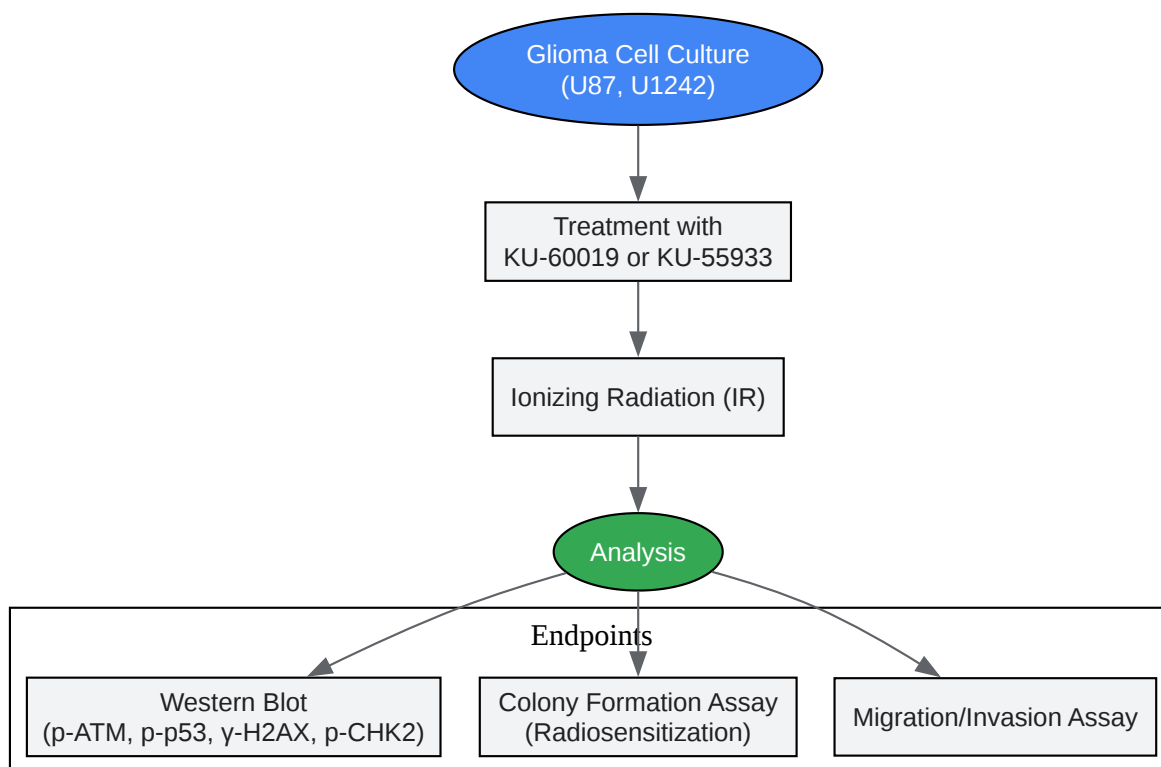 Glioma Cell Culture
(U87, U1242)
Treatment with
KU-60019 or KU-55933
Ionizing Radiation (IR)
Analysis
Endpoints
Western Blot
(p-ATM, p-p53, γ-H2AX, p-CHK2)
Colony Formation Assay
(Radiosensitization)
Migration/Invasion Assay